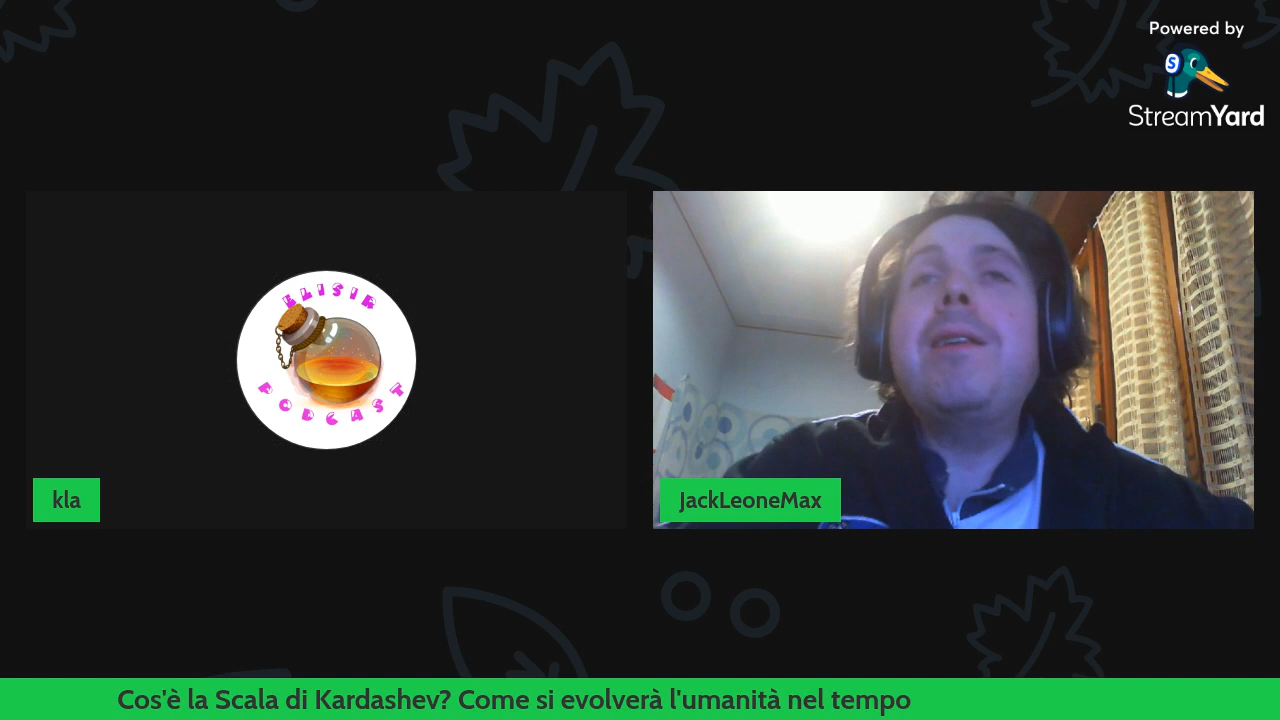 Powered by
S
StreamYard
ELISIR
PODCAST
kla
JackLeoneMax
Cos'è la Scala di Kardashev? Come si evolverà l'umanità nel tempo